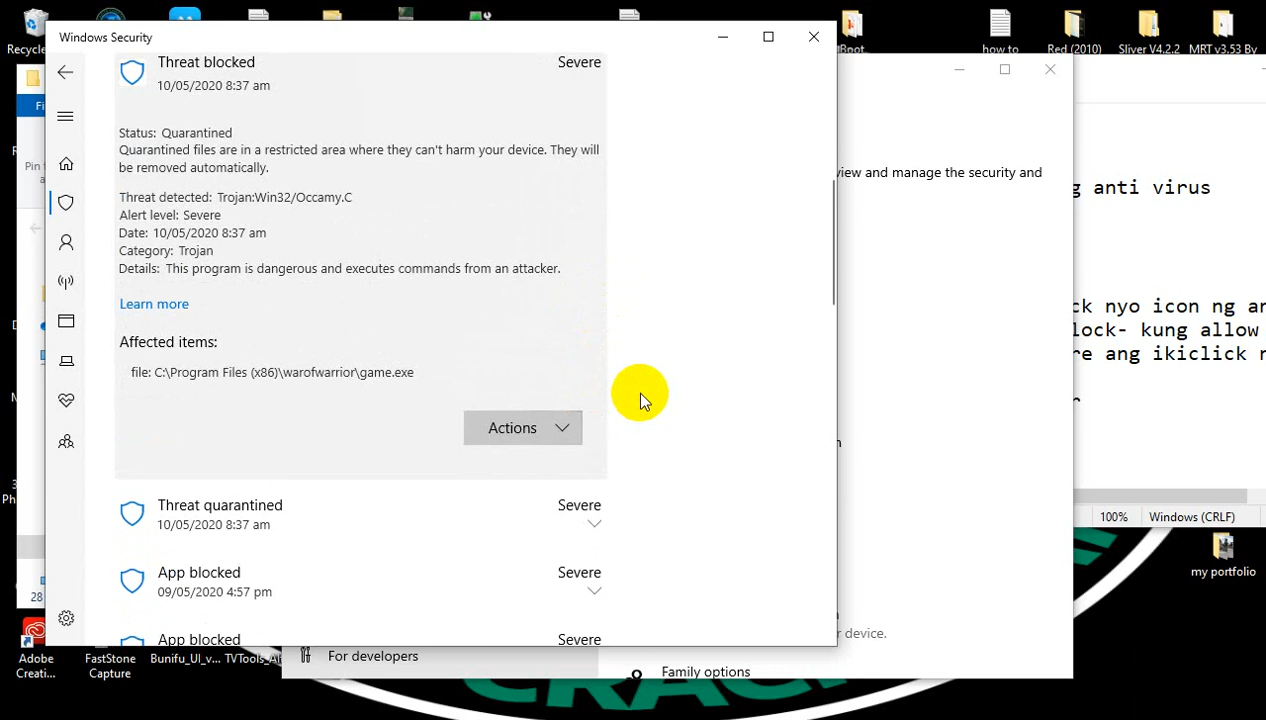 Recycle
how to
Red (2010)
Sliver V4.2.2
MRT v3.53 By
Windows Security
Threat blocked
Severe
10/05/2020 8:37 am
Status: Quarantined
Quarantined files are in a restricted area where they can't harm your device. They will
be removed automatically.
Threat detected: Trojan:Win32/Occamy.C
Alert level: Severe
Date: 10/05/2020 8:37 am
Category: Trojan
Details: This program is dangerous and executes commands from an attacker.
Learn more
Affected items:
file: C:\Program Files (x86)\warofwarrior\game.exe
Actions
Threat quarantined
Severe
10/05/2020 8:37 am
App blocked
Severe
09/05/2020 4:57 pm
App blocked
Severe
view and manage the security and
r device.
Family options
For developers
g anti virus
ck nyo icon ng an
lock- kung allow
re ang ikiclick n
r
100%
Windows (CRLF)
my portfolio
Pin
28
Adobe
Creati...
FastStone
Capture
Bunifu_UI_v...
TVTools_Al
CRACK